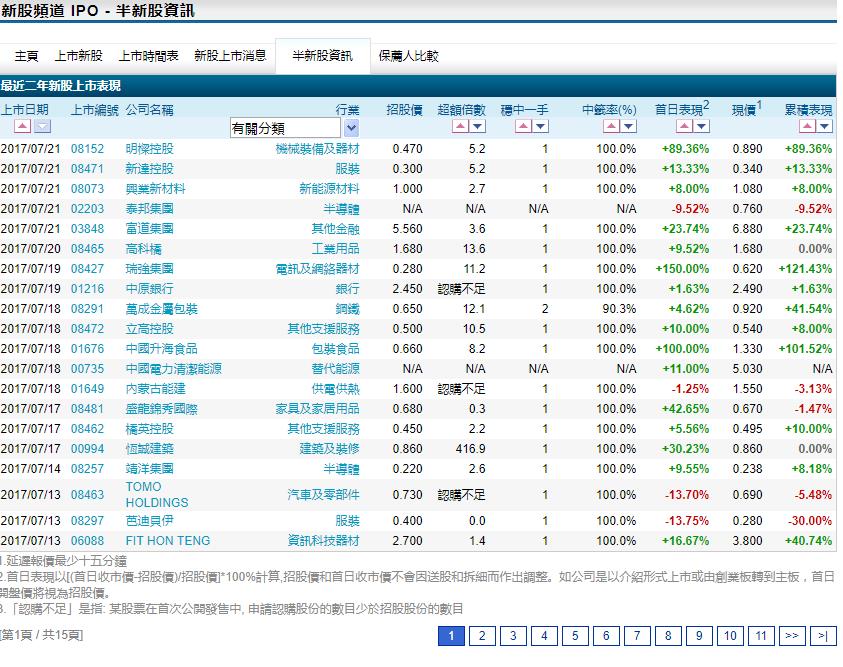 新股頻道 IPO - 半新股資訊
主頁 上市新股 上市時間表 新股上市消息 半新股資訊 保薦人比較
最近二年新股上市表現
上市日期 上市編號 公司名稱 行業 招股價 超額倍數 穩中一手 中籤率(%) 首日表現2 現價1 累積表現
有關分類
2017/07/21 08152 明樑控股 機械裝備及器材 0.470 5.2 1 100.0% +89.36% 0.890 +89.36%
2017/07/21 08471 新達控股 服裝 0.300 5.2 1 100.0% +13.33% 0.340 +13.33%
2017/07/21 08073 興業新材料 新能源材料 1.000 2.7 1 100.0% +8.00% 1.080 +8.00%
2017/07/21 02203 泰邦集團 半導體 N/A N/A N/A N/A -9.52% 0.760 -9.52%
2017/07/21 03848 富道集團 其他金融 5.560 3.6 1 100.0% +23.74% 6.880 +23.74%
2017/07/20 08465 高科橋 工業用品 1.680 13.6 1 100.0% +9.52% 1.680 0.00%
2017/07/19 08427 瑞強集團 電訊及網絡器材 0.280 11.2 1 100.0% +150.00% 0.620 +121.43%
2017/07/19 01216 中原銀行 銀行 2.450 認購不足 1 100.0% +1.63% 2.490 +1.63%
2017/07/18 08291 萬成金屬包裝 鋼鐵 0.650 12.1 2 90.3% +4.62% 0.920 +41.54%
2017/07/18 08472 立高控股 其他支援服務 0.500 10.5 1 100.0% +10.00% 0.540 +8.00%
2017/07/18 01676 中國升海食品 包裝食品 0.660 8.2 1 100.0% +100.00% 1.330 +101.52%
2017/07/18 00735 中國電力清潔能源 替代能源 N/A N/A N/A N/A +11.00% 5.030 N/A
2017/07/18 01649 內蒙古能建 供電供熱 1.600 認購不足 1 100.0% -1.25% 1.550 -3.13%
2017/07/17 08481 盛龍錦秀國際 家具及家居用品 0.680 0.3 1 100.0% +42.65% 0.670 -1.47%
2017/07/17 08462 橘英控股 其他支援服務 0.450 2.2 1 100.0% +5.56% 0.495 +10.00%
2017/07/17 00994 恆誠建築 建築及裝修 0.860 416.9 1 100.0% +30.23% 0.860 0.00%
2017/07/14 08257 靖洋集團 半導體 0.220 2.6 1 100.0% +9.55% 0.238 +8.18%
2017/07/13 08463 TOMO HOLDINGS 汽車及零部件 0.730 認購不足 1 100.0% -13.70% 0.690 -5.48%
2017/07/13 08297 芭迪貝伊 服裝 0.400 0.0 1 100.0% -13.75% 0.280 -30.00%
2017/07/13 06088 FIT HON TENG 資訊科技器材 2.700 1.4 1 100.0% +16.67% 3.800 +40.74%
1.延遲報價最少十五分鐘
2.首日表現以[(首日收市價-招股價)/招股價]*100%計算,招股價和首日收市價不會因送股和拆細而作出調整。如公司是以介紹形式上市或由創業板轉到主板，首日
開盤價將視為招股價。
3.「認購不足」是指: 某股票在首次公開發售中, 申請認購股份的數目少於招股股份的數目
[第1頁 / 共15頁] 1 2 3 4 5 6 7 8 9 10 11 >> >|